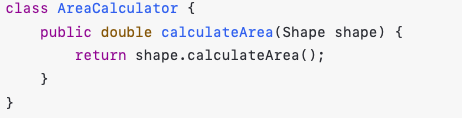 class AreaCalculator {
    public double calculateArea(Shape shape) {
        return shape.calculateArea();
    }
}